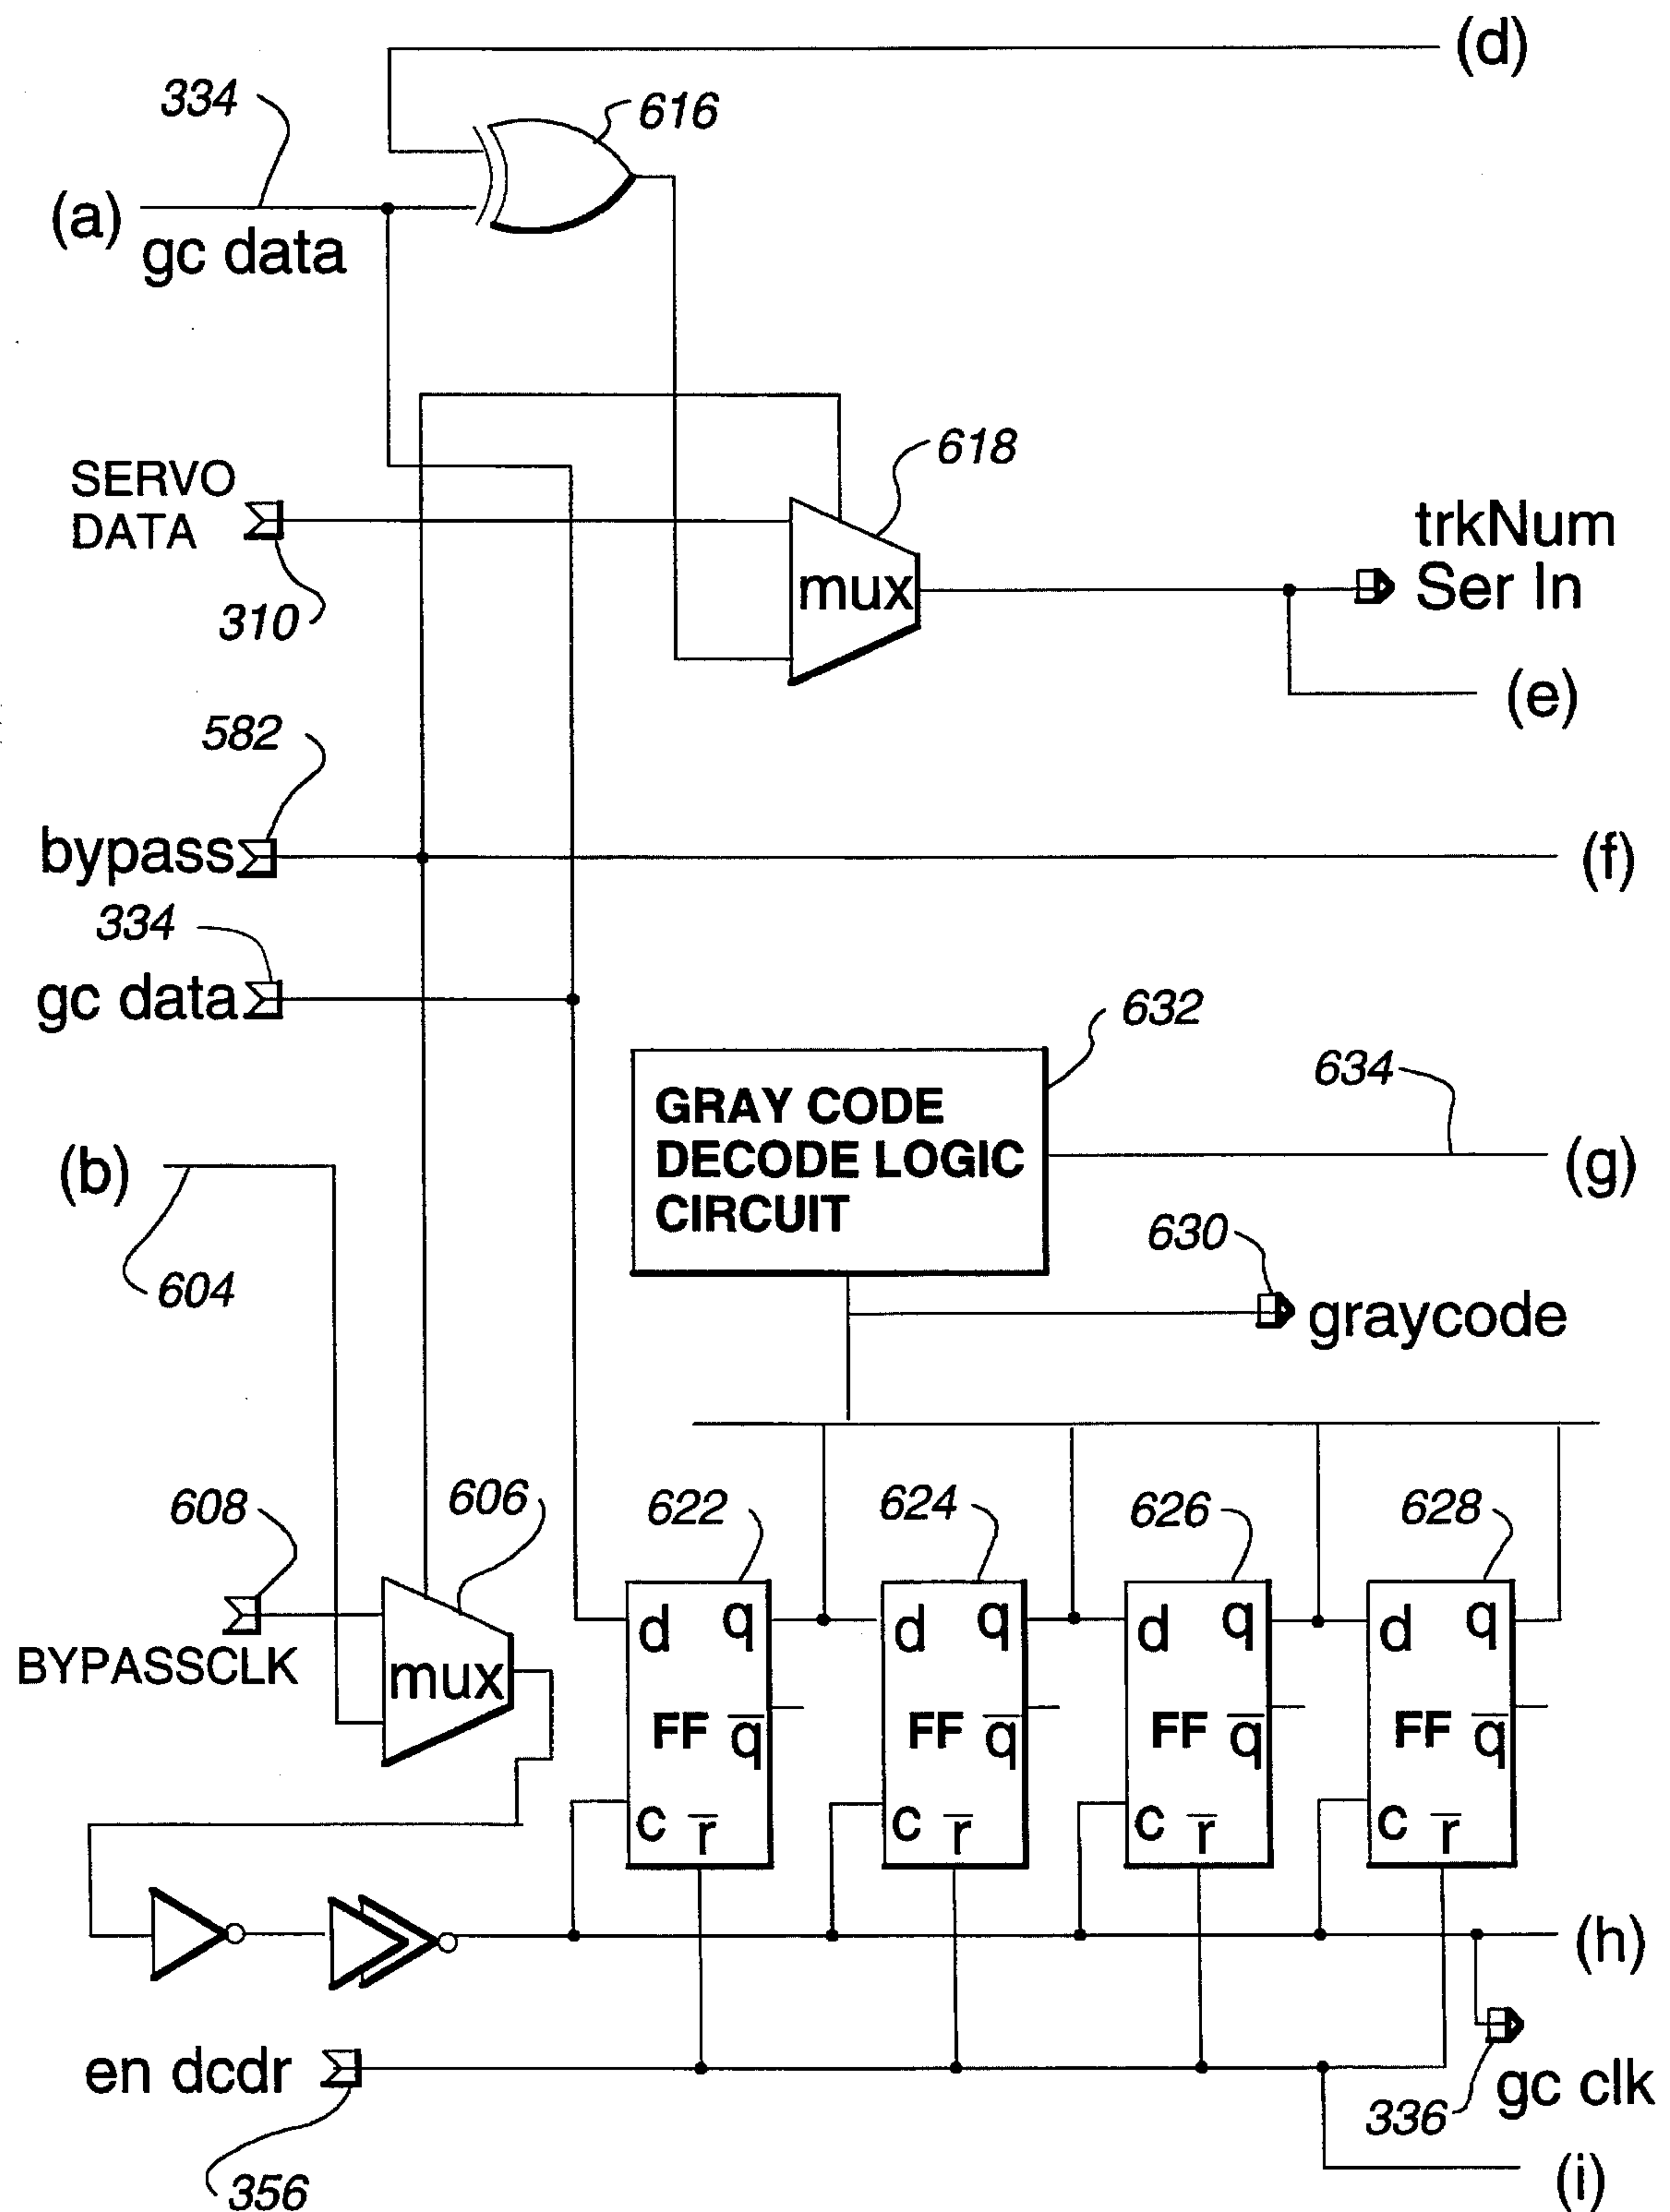 (d)
334
616
(a)
gc data
618
SERVO
DATA
310
mux
trkNum
Ser In
(e)
582
bypass
(f)
334
gc data
632
GRAY CODE
DECODE LOGIC
CIRCUIT
634
(g)
(b)
604
630
graycode
608
606
622
624
626
628
BYPASSCLK
mux
d q
FF q̅
c r̅
d q
FF q̅
c r̅
d q
FF q̅
c r̅
d q
FF q̅
c r̅
(h)
en dcdr
356
336
gc clk
(i)